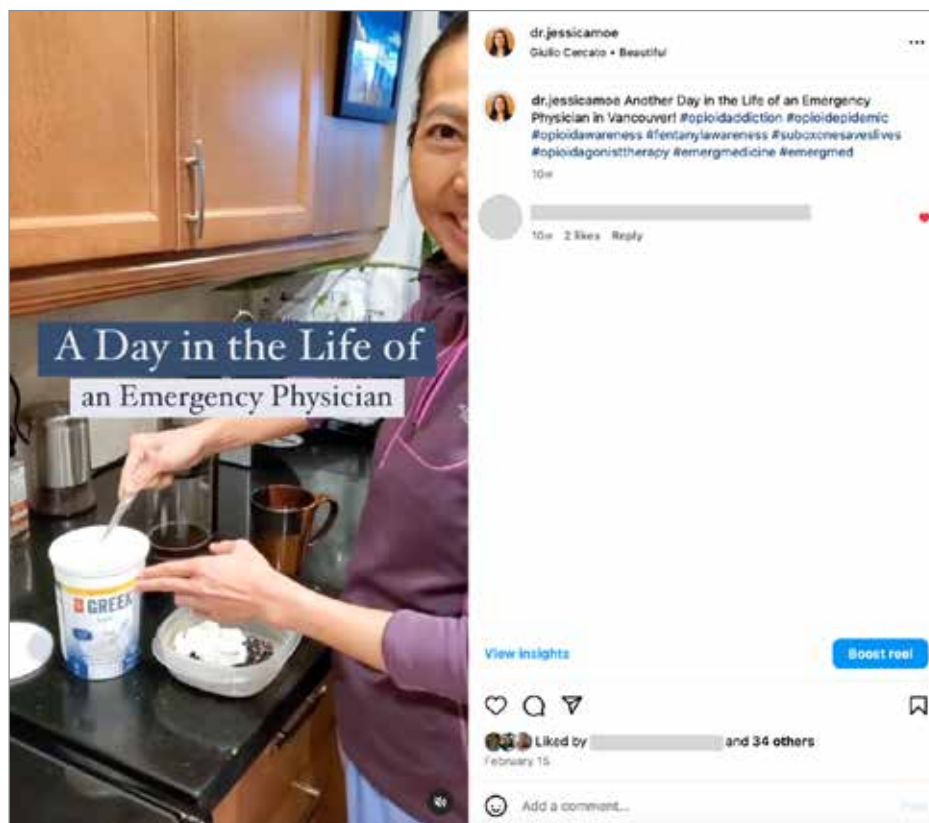 A Day in the Life of
an Emergency Physician
GREEK
dr.jessicamoe
Giulio Cercato • Beautiful
dr.jessicamoe Another Day in the Life of an Emergency
Physician in Vancouver! #opioidaddiction #opioidepidemic
#opioidawareness #fentanylawareness #suboxonesaveslives
#opioidagonisttherapy #emergmedicine #emergmed
10w
10w 2 likes Reply
View insights
Boost reel
Liked by and 34 others
February 15
Add a comment...
Post